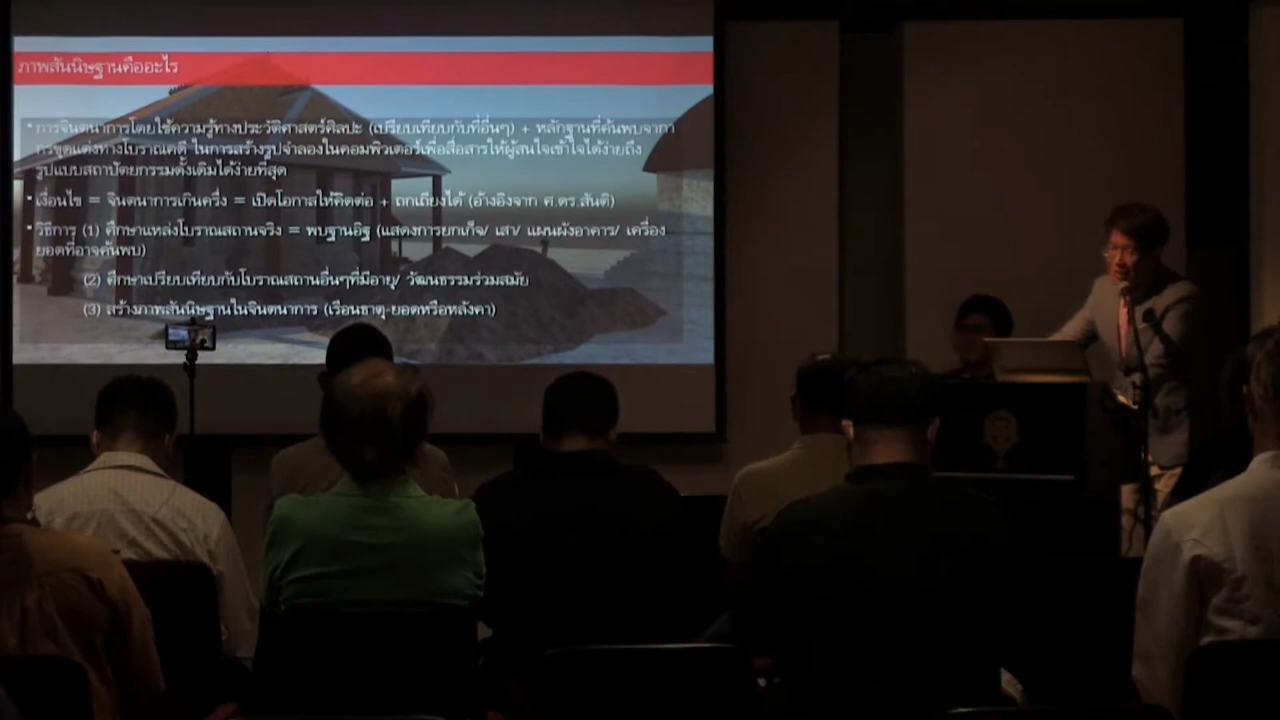 ภาพสันนิษฐานคืออะไร
▪ การจินตนาการโดยใช้ความรู้ทางประวัติศาสตร์ศิลปะ (เปรียบเทียบกับที่อื่นๆ) + หลักฐานที่ค้นพบจากกา
รขุดแต่งทางโบราณคดี ในการสร้างรูปจำลองในคอมพิวเตอร์เพื่อสื่อสารให้ผู้สนใจเข้าใจได้ง่ายถึง
รูปแบบสถาปัตยกรรมดั้งเดิมได้ง่ายที่สุด
▪ เงื่อนไข = จินตนาการเกินครึ่ง = เปิดโอกาสให้คิดต่อ + ถกเถียงได้ (อ้างอิงจาก ศ.ดร.สันติ)
▪ วิธีการ (1) ศึกษาแหล่งโบราณสถานจริง = พบฐานอิฐ (แสดงการยกเก็จ/ เสา/ แผนผังอาคาร/ เครื่อง
ยอดที่อาจค้นพบ)
(2) ศึกษาเปรียบเทียบกับโบราณสถานอื่นๆที่มีอายุ/ วัฒนธรรมร่วมสมัย
(3) สร้างภาพสันนิษฐานในจินตนาการ (เรือนธาตุ-ยอดหรือหลังคา)